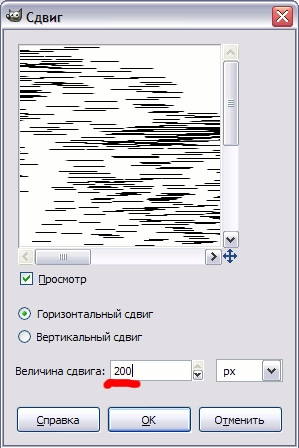 Сдвиг
Просмотр
Горизонтальный сдвиг
Вертикальный сдвиг
Величина сдвига: 200 px
Справка OK Отменить